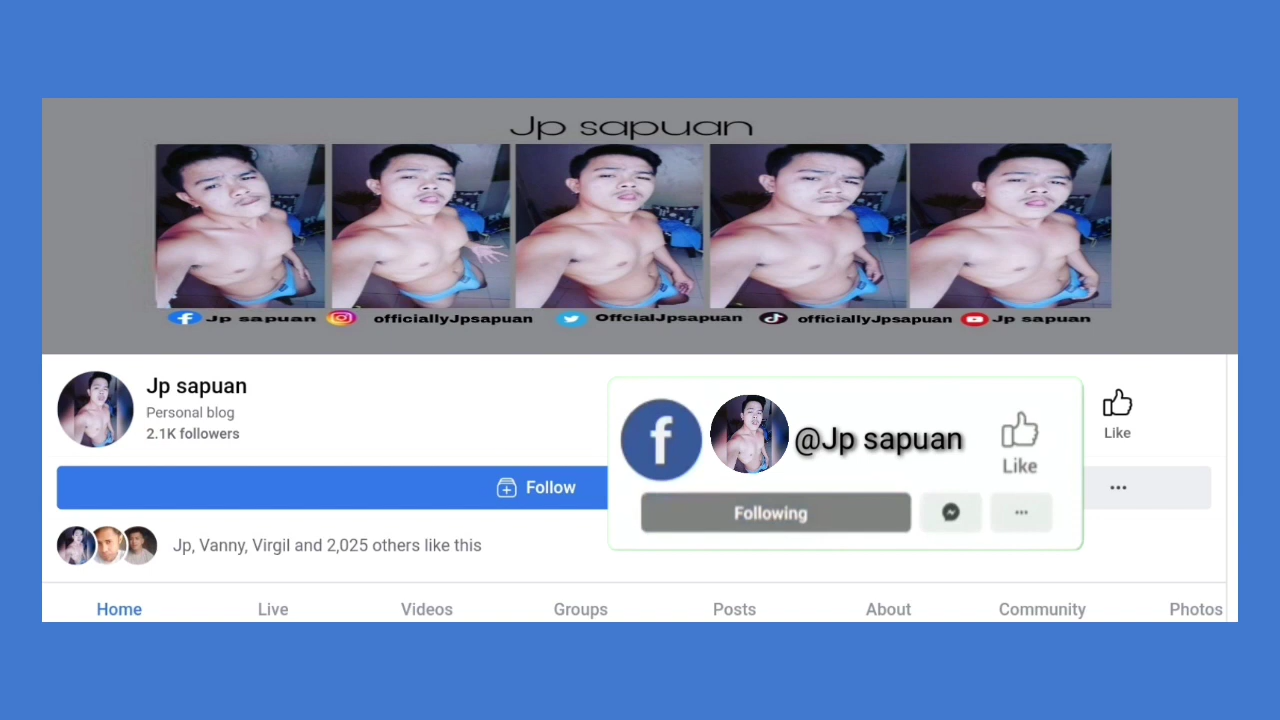 Jp sapuan
Jp sapuan officiallyJpsapuan OffcialJpsapuan officiallyJpsapuan Jp sapuan
Jp sapuan
Personal blog
2.1K followers
Like
Follow
@Jp sapuan
Like
Following
Jp, Vanny, Virgil and 2,025 others like this
Home Live Videos Groups Posts About Community Photos